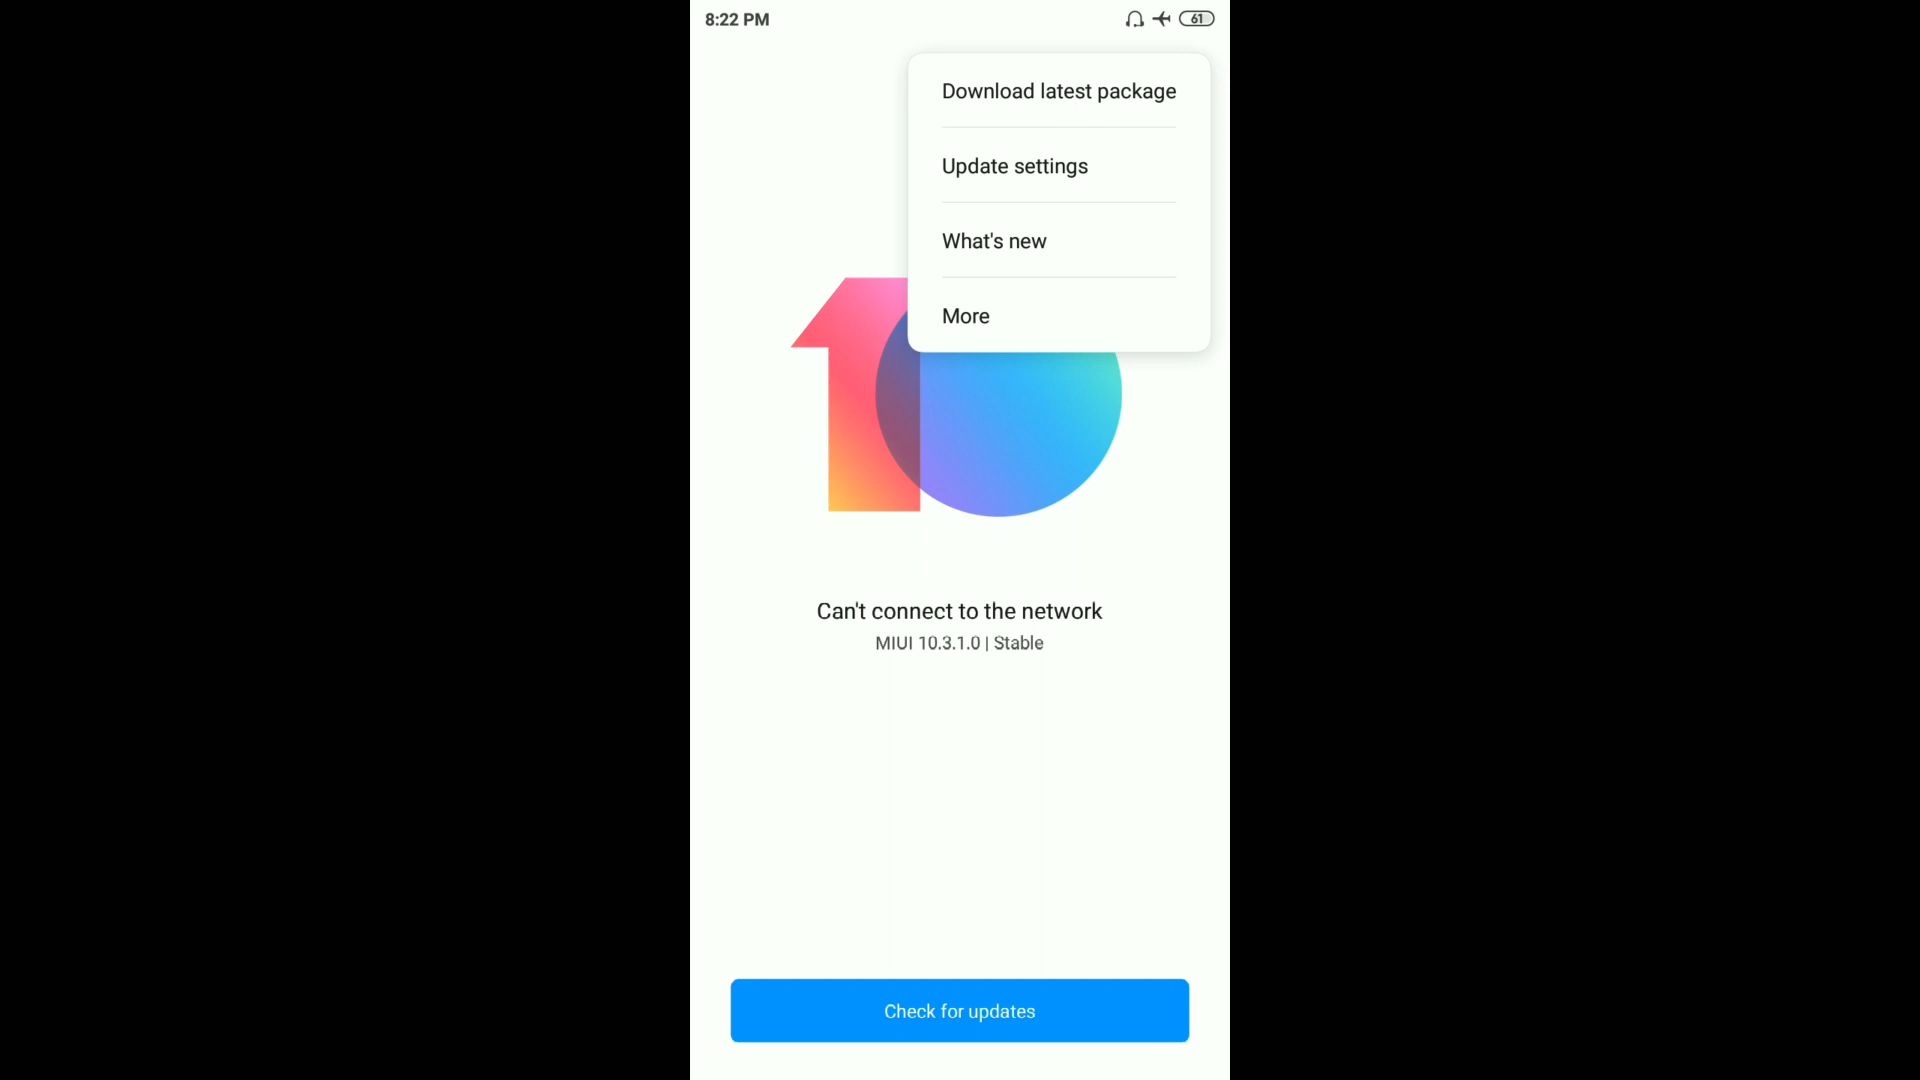 8:22 PM
61
Download latest package
Update settings
What's new
More
10
Can't connect to the network
MIUI 10.3.1.0 | Stable
Check for updates